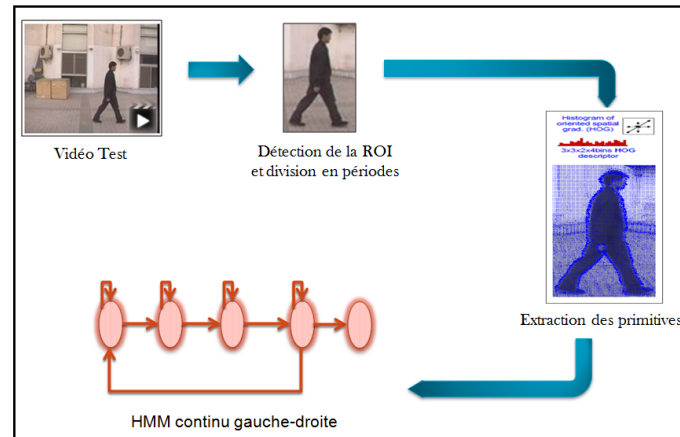 Vidéo Test
Détection de la ROI
et division en périodes
Histogram of
oriented spatial
grad. (HOG)
3x3x2x4bins HOG
descriptor
Extraction des primitives
HMM continu gauche-droite